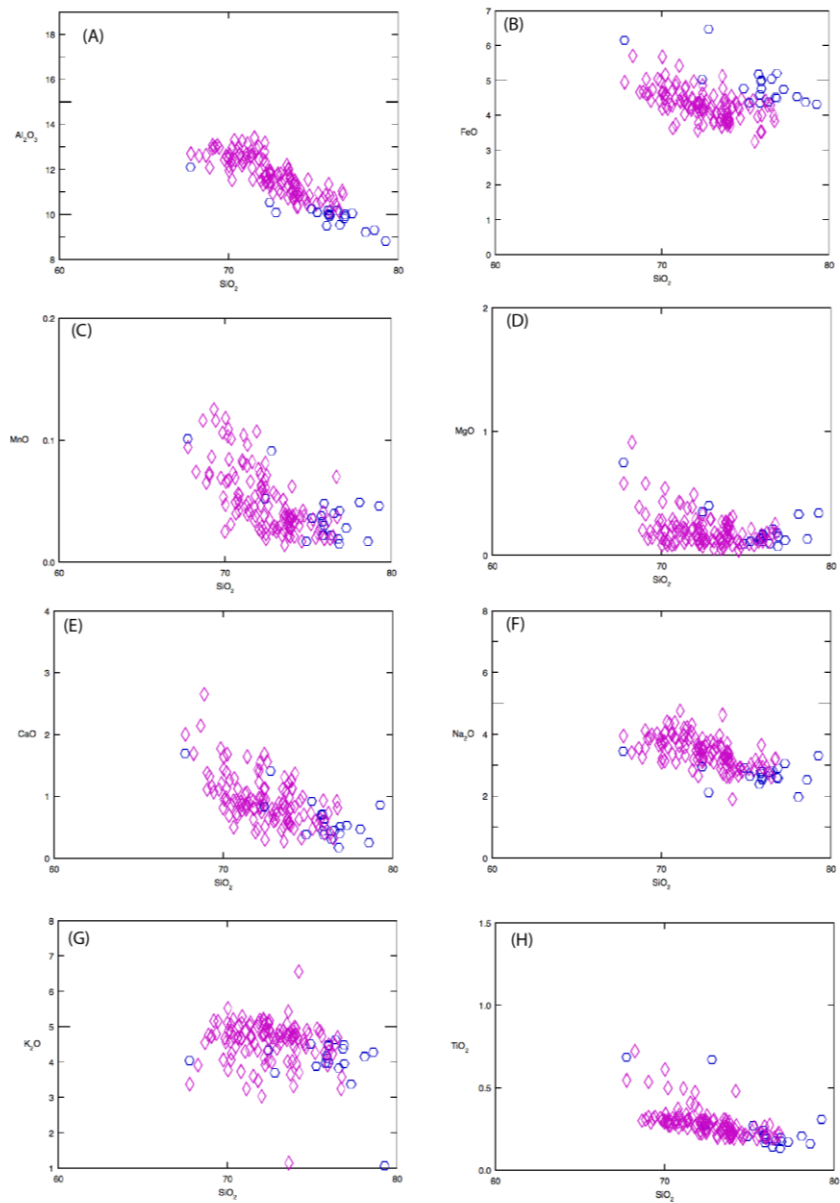 (A)
18
16
14
12
10
8
Al₂O₃
60
70
80
SiO₂
(B)
7
6
5
4
3
2
1
0
FeO
60
70
80
SiO₂
(C)
0.2
0.1
0.0
MnO
60
70
80
SiO₂
(D)
2
1
0
MgO
60
70
80
SiO₂
(E)
4
3
2
1
0
CaO
60
70
80
SiO₂
(F)
8
6
4
2
0
Na₂O
60
70
80
SiO₂
(G)
8
7
6
5
4
3
2
1
K₂O
60
70
80
SiO₂
(H)
1.5
1.0
0.5
0.0
TiO₂
60
70
80
SiO₂